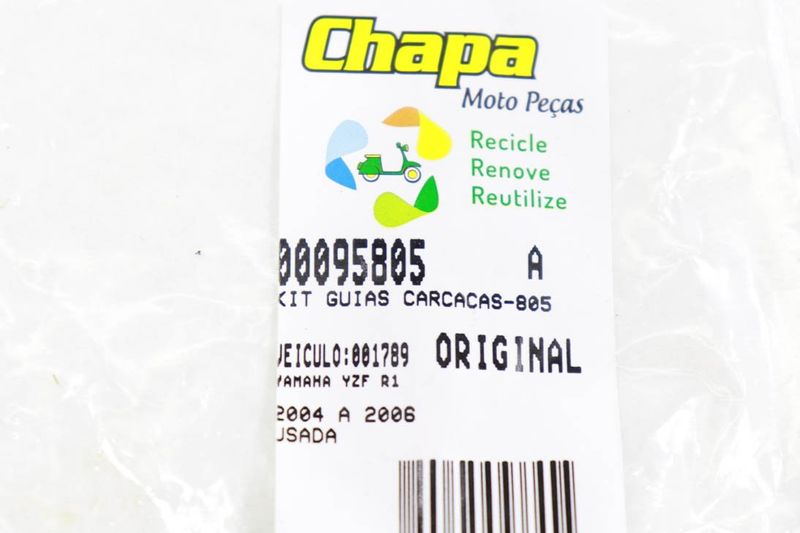 Chapa
Moto Peças
Recicle
Renove
Reutilize
00095805 A
KIT GUIAS CARCACAS-805
VEICULO:001789 ORIGINAL
YAMAHA YZF R1
2004 A 2006
USADA